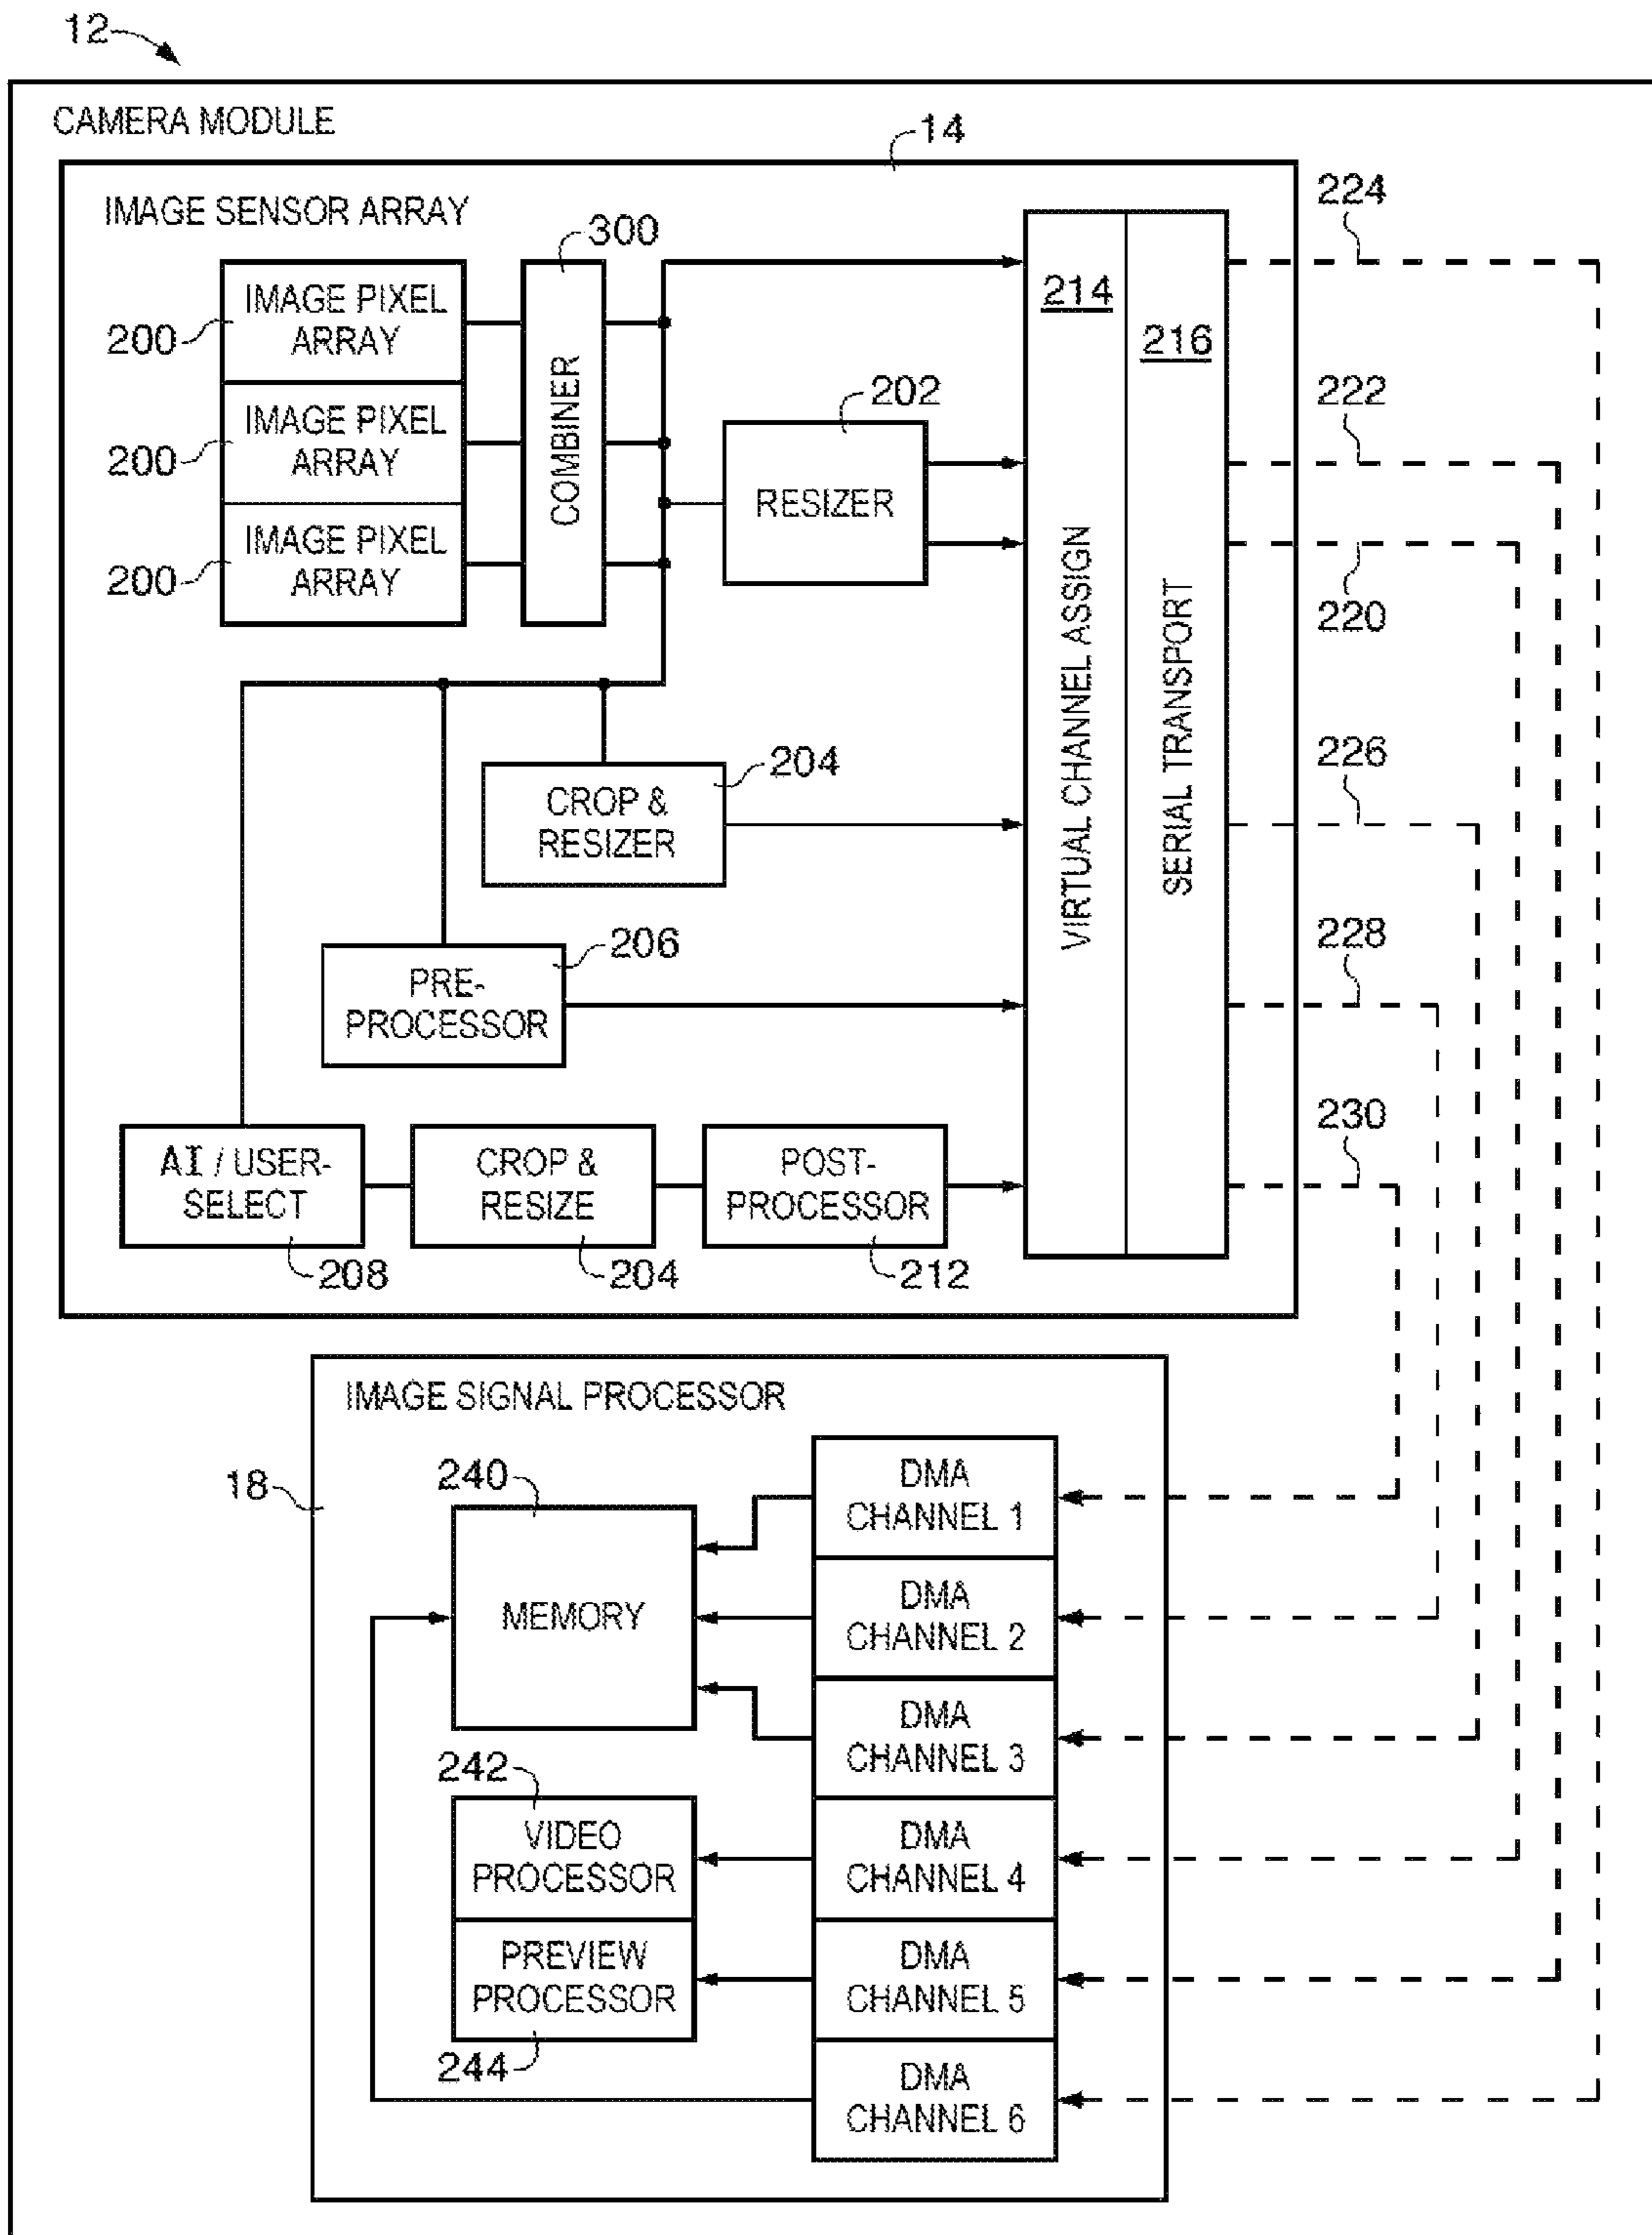 12
CAMERA MODULE
14
IMAGE SENSOR ARRAY
300
224
IMAGE PIXEL
ARRAY
200
214
216
IMAGE PIXEL
ARRAY
200
COMBINER
202
RESIZER
222
IMAGE PIXEL
ARRAY
200
220
VIRTUAL CHANNEL ASSIGN
SERIAL TRANSPORT
204
CROP &
RESIZER
226
206
PRE-
PROCESSOR
228
230
AI / USER-
SELECT
208
CROP &
RESIZE
204
POST-
PROCESSOR
212
IMAGE SIGNAL PROCESSOR
18
240
MEMORY
DMA
CHANNEL 1
DMA
CHANNEL 2
DMA
CHANNEL 3
242
VIDEO
PROCESSOR
DMA
CHANNEL 4
PREVIEW
PROCESSOR
244
DMA
CHANNEL 5
DMA
CHANNEL 6